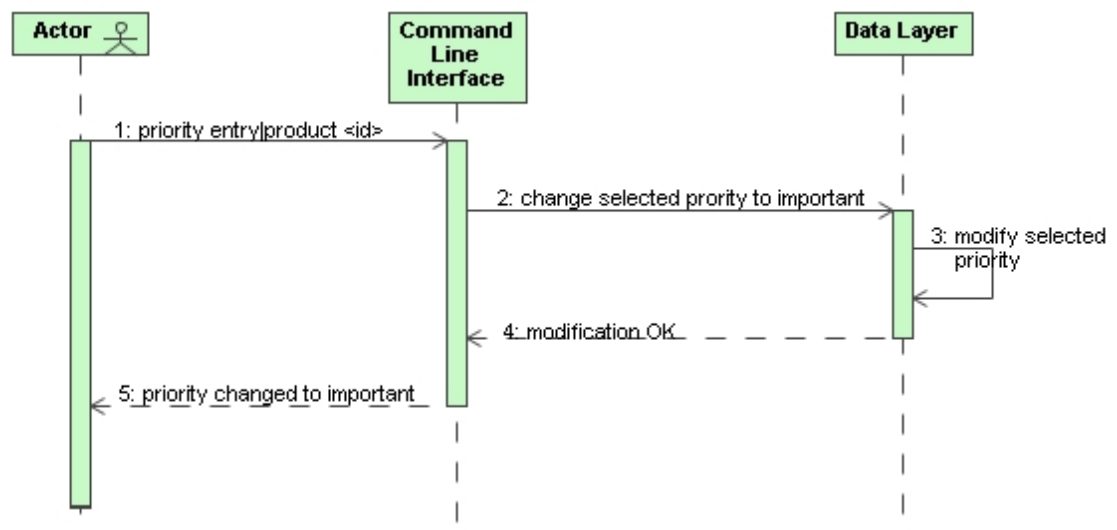 Actor
Command
Line
Interface
Data Layer
1: priority entry|product <id>
2: change selected prority to important
3: modify selected
priority
4: modification OK
5: priority changed to important